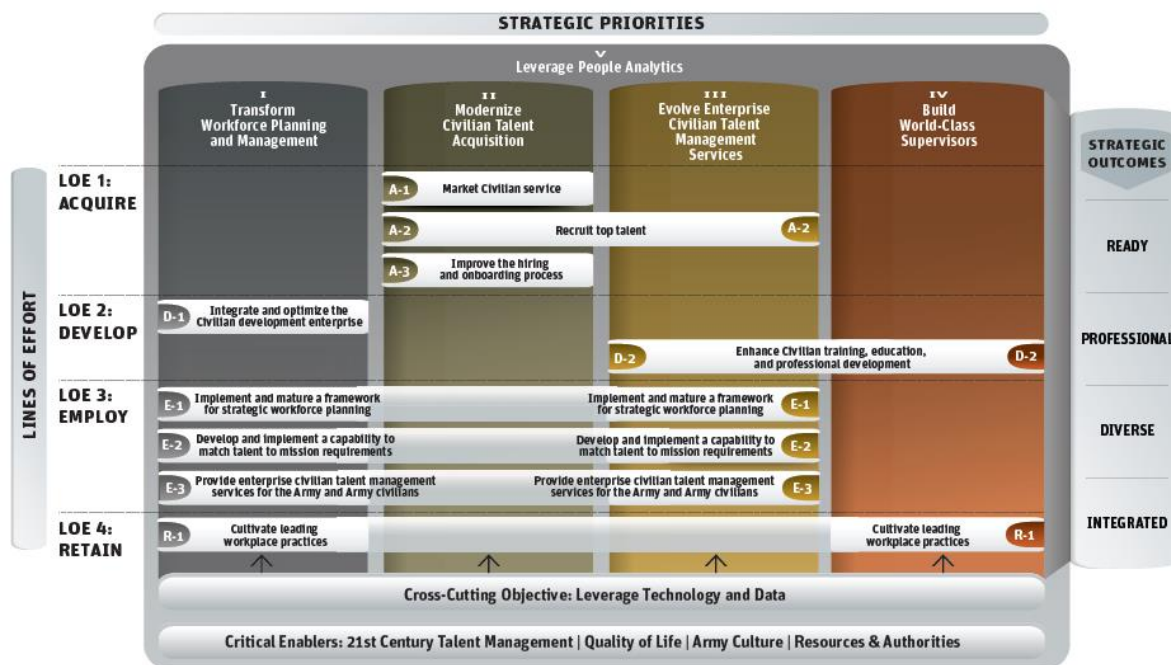 STRATEGIC PRIORITIES
V
Leverage People Analytics
I
Transform
Workforce Planning
and Management
II
Modernize
Civilian Talent
Acquisition
III
Evolve Enterprise
Civilian Talent
Management
Services
IV
Build
World-Class
Supervisors
STRATEGIC
OUTCOMES
READY
PROFESSIONAL
DIVERSE
INTEGRATED
LINES OF EFFORT
LOE 1:
ACQUIRE
A-1 Market Civilian service
A-2 Recruit top talent A-2
A-3 Improve the hiring
and onboarding process
LOE 2:
DEVELOP
D-1 Integrate and optimize the
Civilian development enterprise
D-2 Enhance Civilian training, education,
and professional development D-2
LOE 3:
EMPLOY
E-1 Implement and mature a framework
for strategic workforce planning
Implement and mature a framework
for strategic workforce planning E-1
E-2 Develop and implement a capability to
match talent to mission requirements
Develop and implement a capability to
match talent to mission requirements E-2
E-3 Provide enterprise civilian talent management
services for the Army and Army civilians
Provide enterprise civilian talent management
services for the Army and Army civilians E-3
LOE 4:
RETAIN
R-1 Cultivate leading
workplace practices
Cultivate leading
workplace practices R-1
Cross-Cutting Objective: Leverage Technology and Data
Critical Enablers: 21st Century Talent Management | Quality of Life | Army Culture | Resources & Authorities